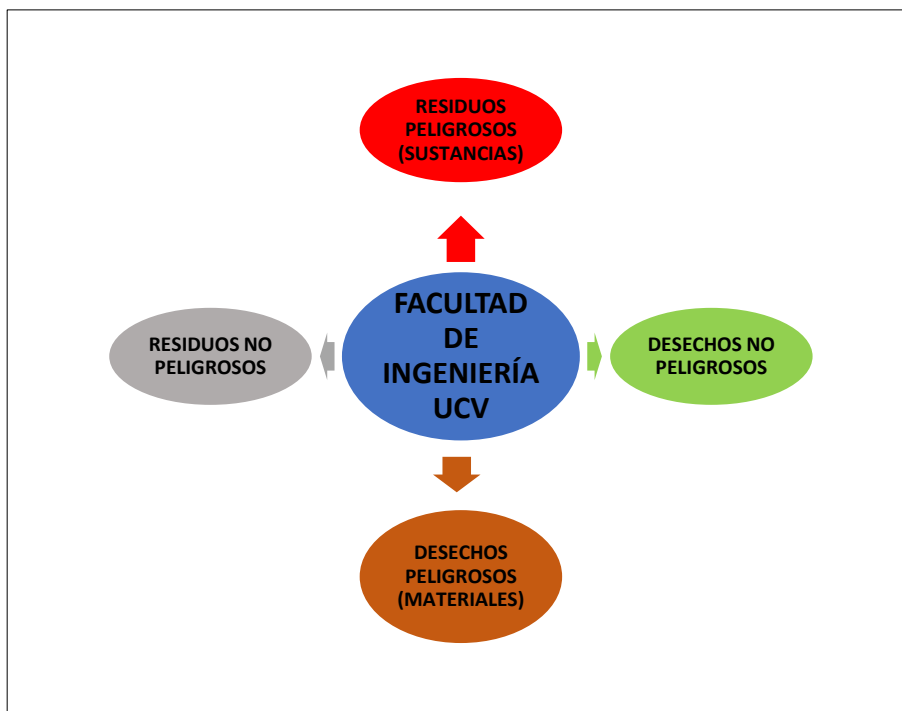 RESIDUOS
PELIGROSOS
(SUSTANCIAS)
FACULTAD
DE
INGENIERÍA
UCV
RESIDUOS NO
PELIGROSOS
DESECHOS NO
PELIGROSOS
DESECHOS
PELIGROSOS
(MATERIALES)